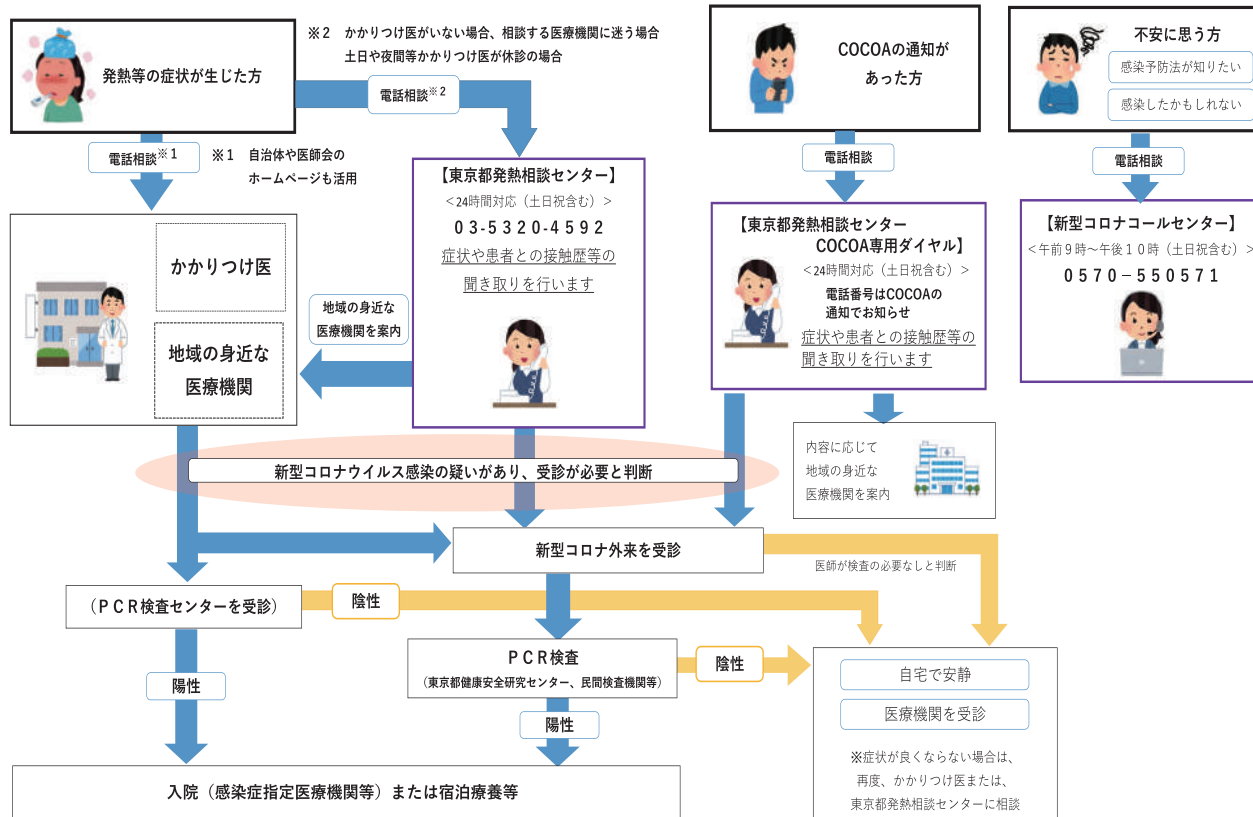 発熱等の症状が生じた方
※2 かかりつけ医がいない場合、相談する医療機関に迷う場合
土日や夜間等かかりつけ医が休診の場合
電話相談※2
電話相談※1
※1 自治体や医師会の
ホームページも活用
COCOAの通知が
あった方
電話相談
不安に思う方
感染予防法が知りたい
感染したかもしれない
電話相談
かかりつけ医
地域の身近な
医療機関
地域の身近な
医療機関を案内
【東京都発熱相談センター】
<24時間対応(土日祝含む)>
03-5320-4592
症状や患者との接触歴等の
聞き取りを行います
【東京都発熱相談センター
COCOA専用ダイヤル】
<24時間対応(土日祝含む)>
電話番号はCOCOAの
通知でお知らせ
症状や患者との接触歴等の
聞き取りを行います
【新型コロナコールセンター】
<午前9時~午後10時(土日祝含む)>
0570-550571
内容に応じて
地域の身近な
医療機関を案内
新型コロナウイルス感染の疑いがあり、受診が必要と判断
新型コロナ外来を受診
医師が検査の必要なしと判断
(PCR検査センターを受診)
陰性
陽性
PCR検査
(東京都健康安全研究センター、民間検査機関等)
陰性
陽性
自宅で安静
医療機関を受診
※症状が良くならない場合は、
再度、かかりつけ医または、
東京都発熱相談センターに相談
入院(感染症指定医療機関等)または宿泊療養等